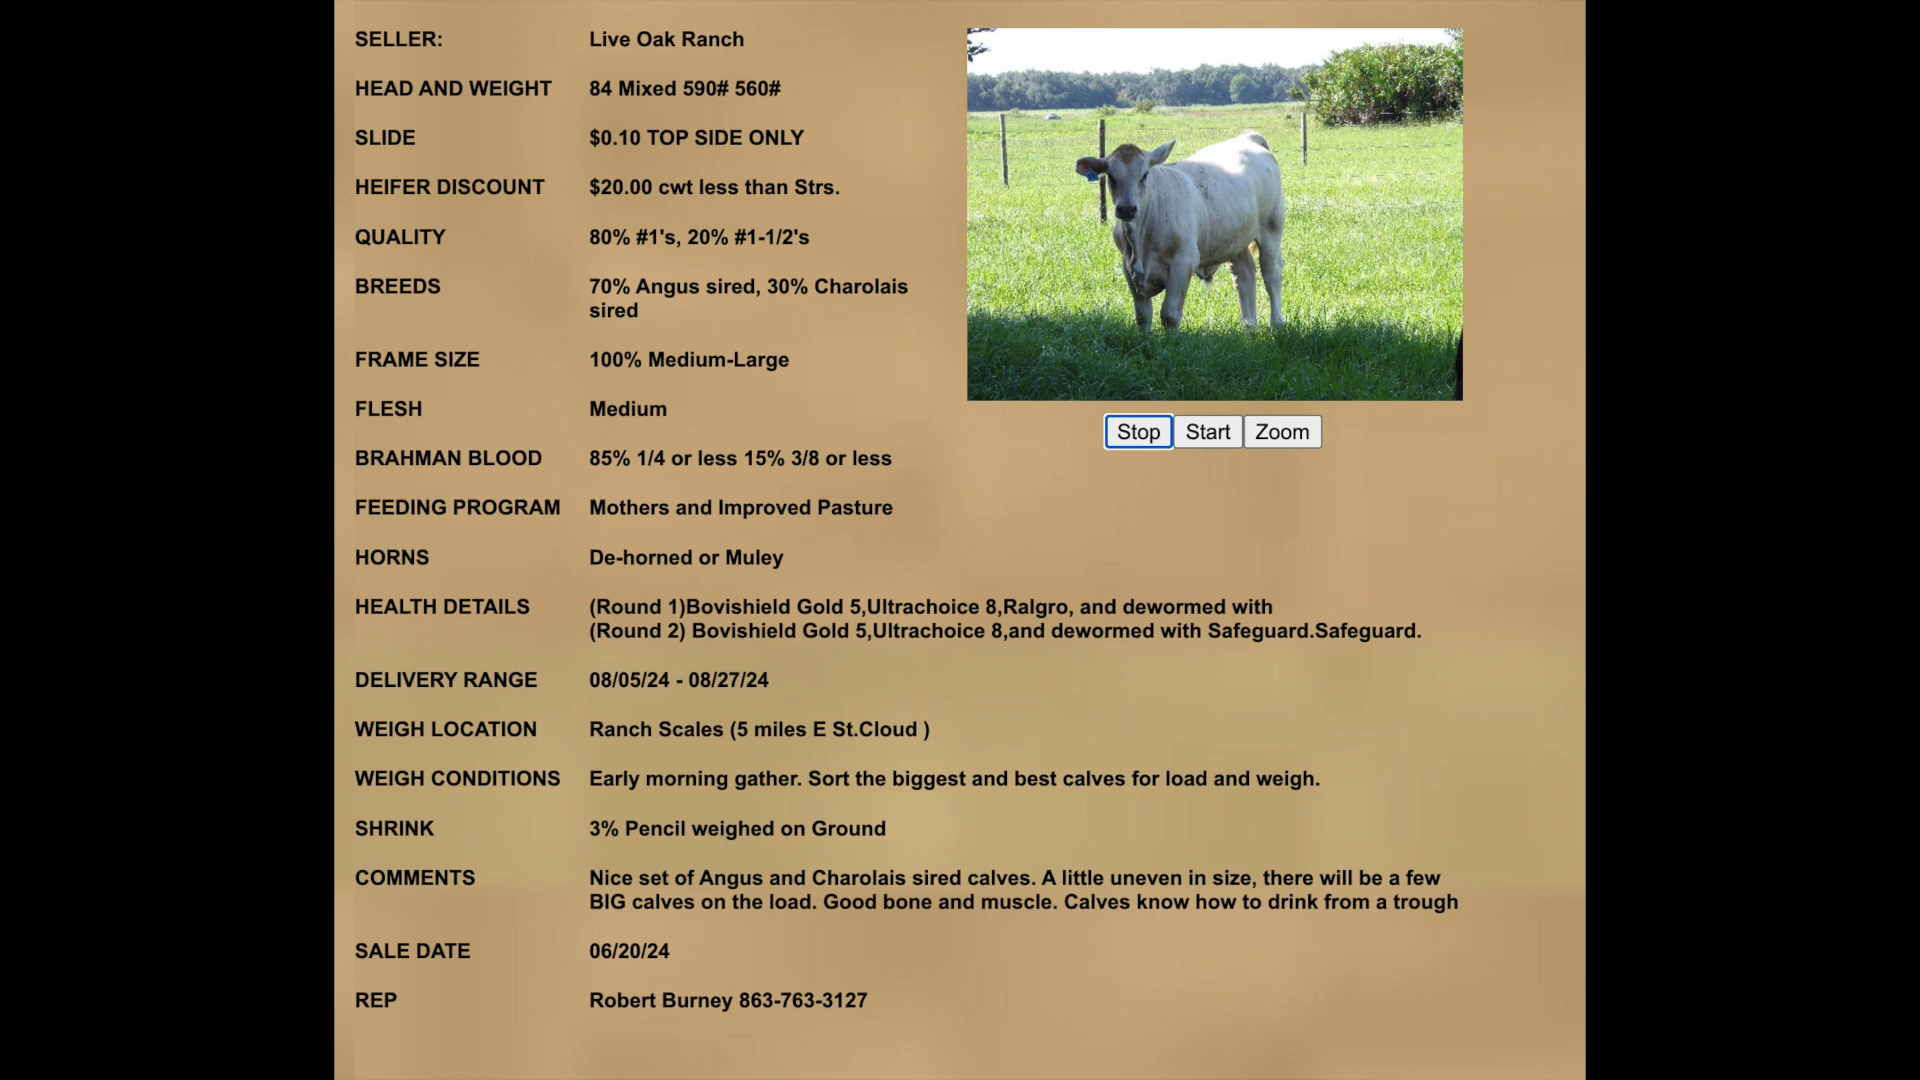 SELLER: Live Oak Ranch
HEAD AND WEIGHT 84 Mixed 590# 560#
SLIDE $0.10 TOP SIDE ONLY
HEIFER DISCOUNT $20.00 cwt less than Strs.
QUALITY 80% #1's, 20% #1-1/2's
BREEDS 70% Angus sired, 30% Charolais
sired
FRAME SIZE 100% Medium-Large
FLESH Medium
Stop Start Zoom
BRAHMAN BLOOD 85% 1/4 or less 15% 3/8 or less
FEEDING PROGRAM Mothers and Improved Pasture
HORNS De-horned or Muley
HEALTH DETAILS (Round 1)Bovishield Gold 5,Ultrachoice 8,Ralgro, and dewormed with
(Round 2) Bovishield Gold 5,Ultrachoice 8,and dewormed with Safeguard.Safeguard.
DELIVERY RANGE 08/05/24 - 08/27/24
WEIGH LOCATION Ranch Scales (5 miles E St.Cloud )
WEIGH CONDITIONS Early morning gather. Sort the biggest and best calves for load and weigh.
SHRINK 3% Pencil weighed on Ground
COMMENTS Nice set of Angus and Charolais sired calves. A little uneven in size, there will be a few
BIG calves on the load. Good bone and muscle. Calves know how to drink from a trough
SALE DATE 06/20/24
REP Robert Burney 863-763-3127